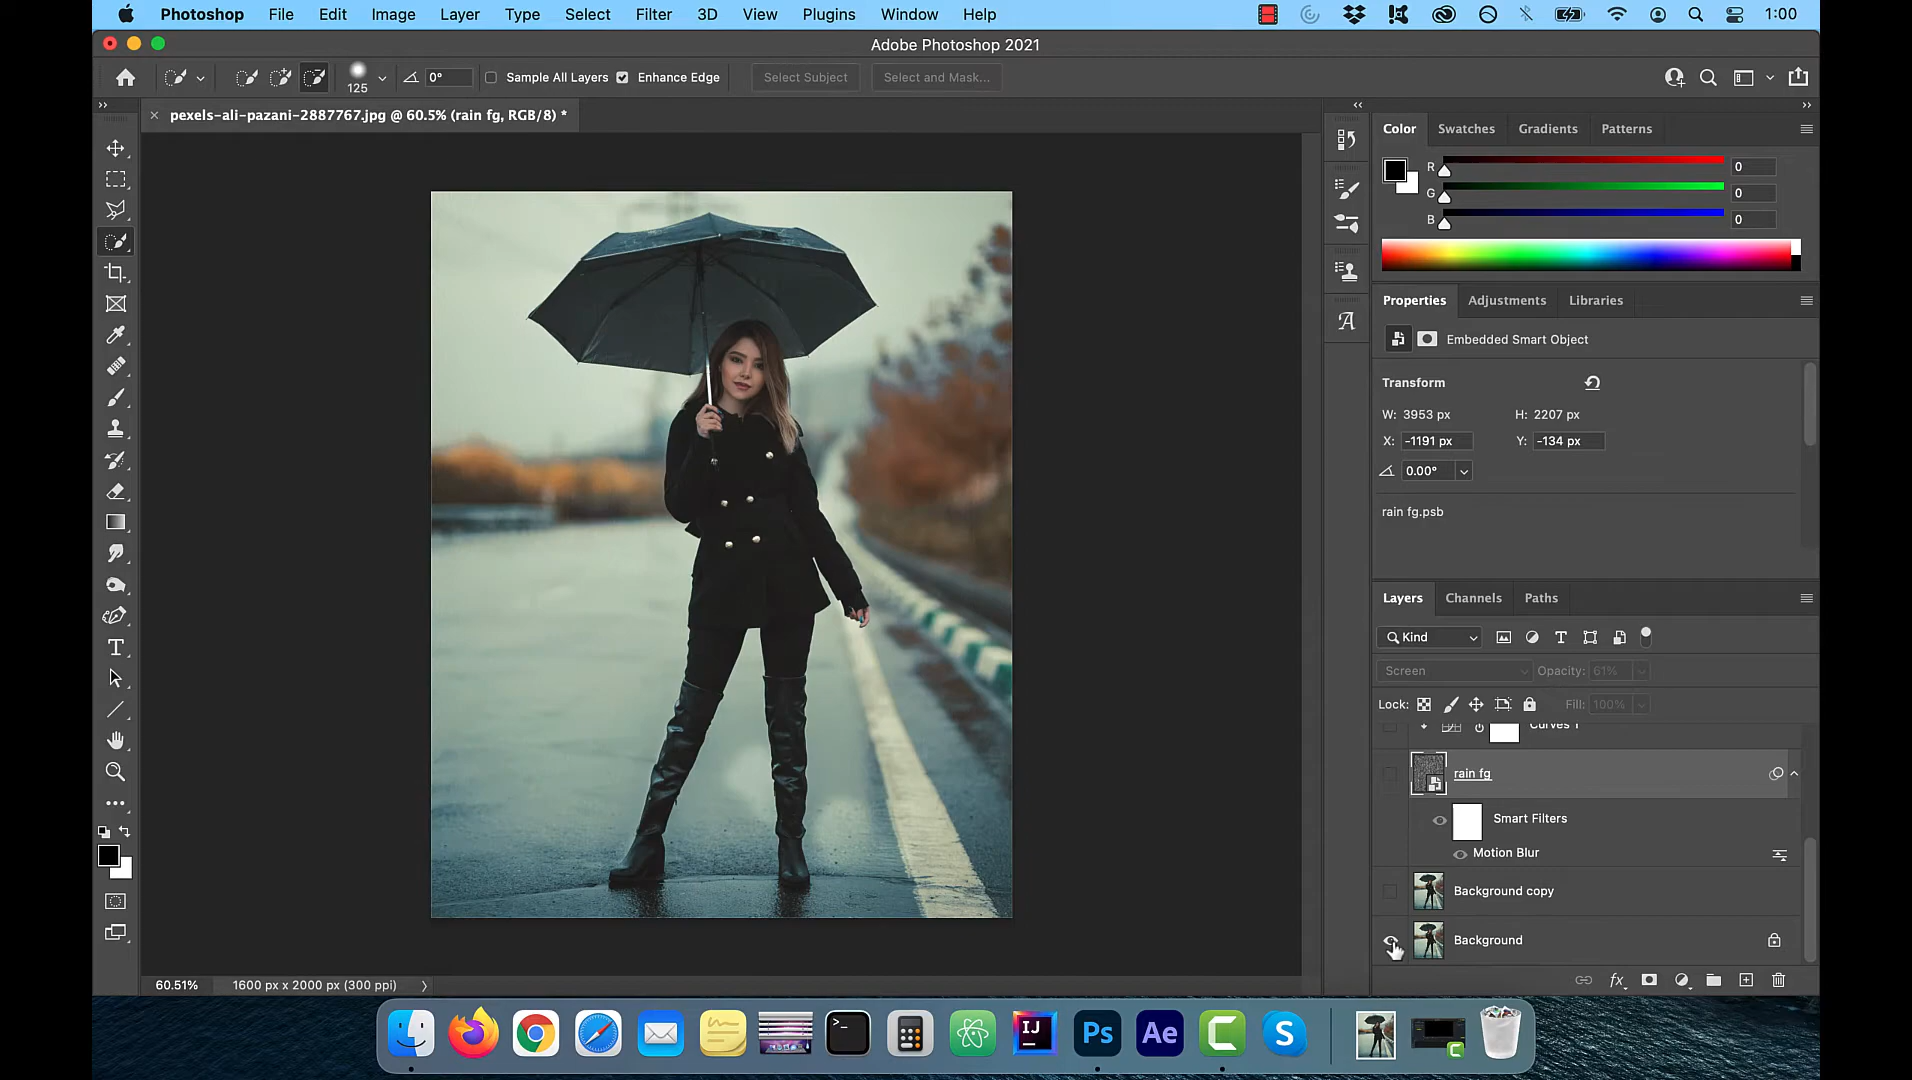 Photoshop File Edit Image Layer Type Select Filter 3D View Plugins Window Help 1:00
Adobe Photoshop 2021
125 0° Sample All Layers Enhance Edge Select Subject Select and Mask...
pexels-ali-pazani-2887767.jpg @ 60.5% (rain fg, RGB/8) *
Color Swatches Gradients Patterns
R 0
G 0
B 0
Properties Adjustments Libraries
Embedded Smart Object
Transform
W: 3953 px H: 2207 px
X: -1191 px Y: -134 px
0.00°
rain fg.psb
Layers Channels Paths
Kind
Screen Opacity: 61%
Lock: Fill: 100%
Curves 1
rain fg
Smart Filters
Motion Blur
Background copy
Background
fx
60.51% 1600 px x 2000 px (300 ppi)
IJ Ps Ae C S